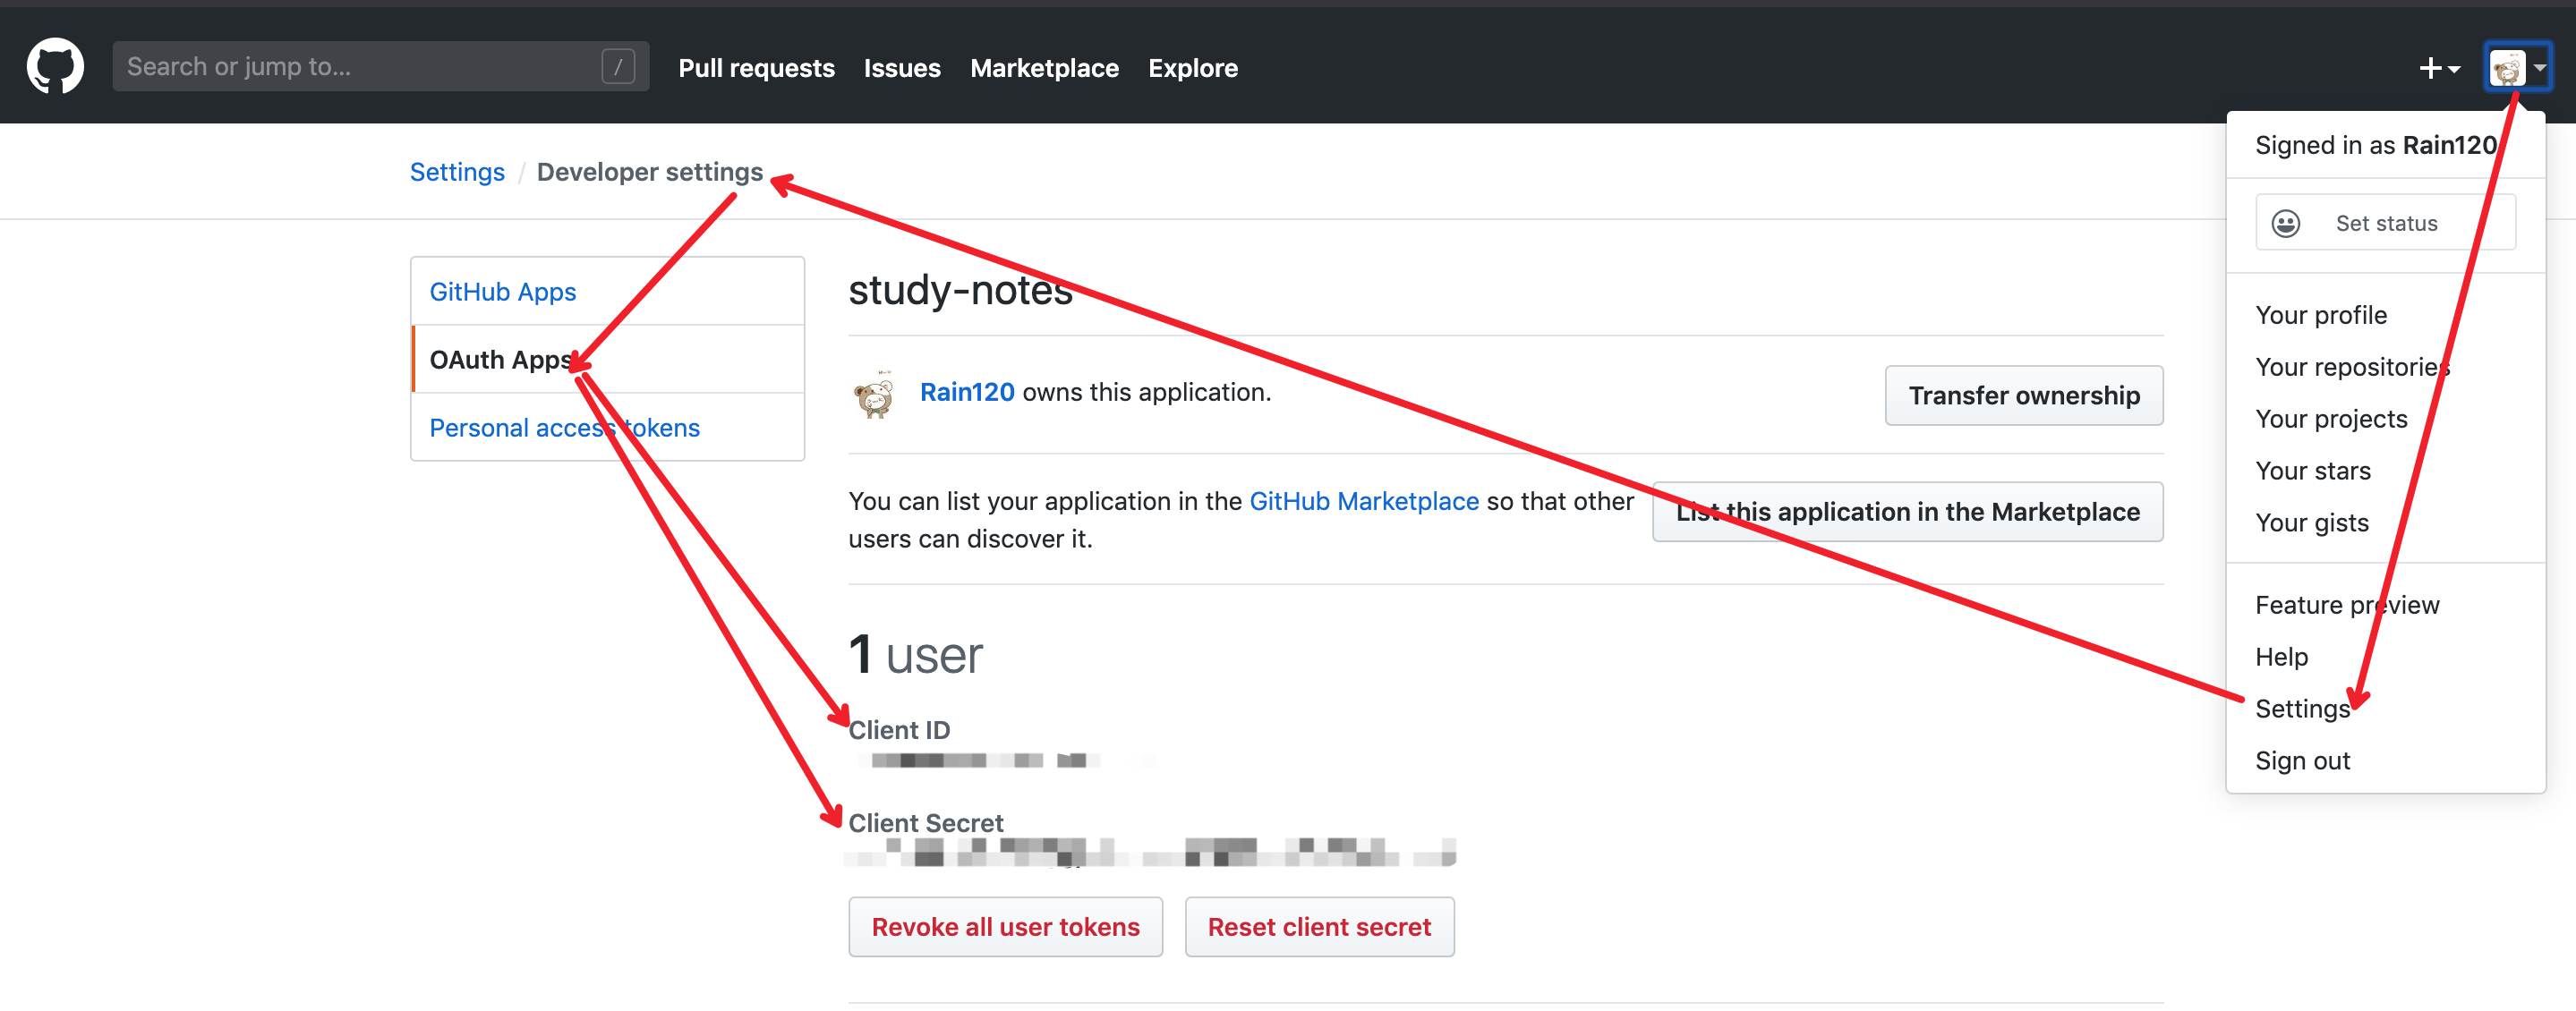 Search or jump to... /
Pull requests
Issues
Marketplace
Explore
Settings / Developer settings
GitHub Apps
OAuth Apps
Personal access tokens
study-notes
Rain120 owns this application.
Transfer ownership
You can list your application in the GitHub Marketplace so that other
users can discover it.
List this application in the Marketplace
1 user
Client ID
Client Secret
Revoke all user tokens
Reset client secret
Signed in as Rain120
Set status
Your profile
Your repositories
Your projects
Your stars
Your gists
Feature preview
Help
Settings
Sign out